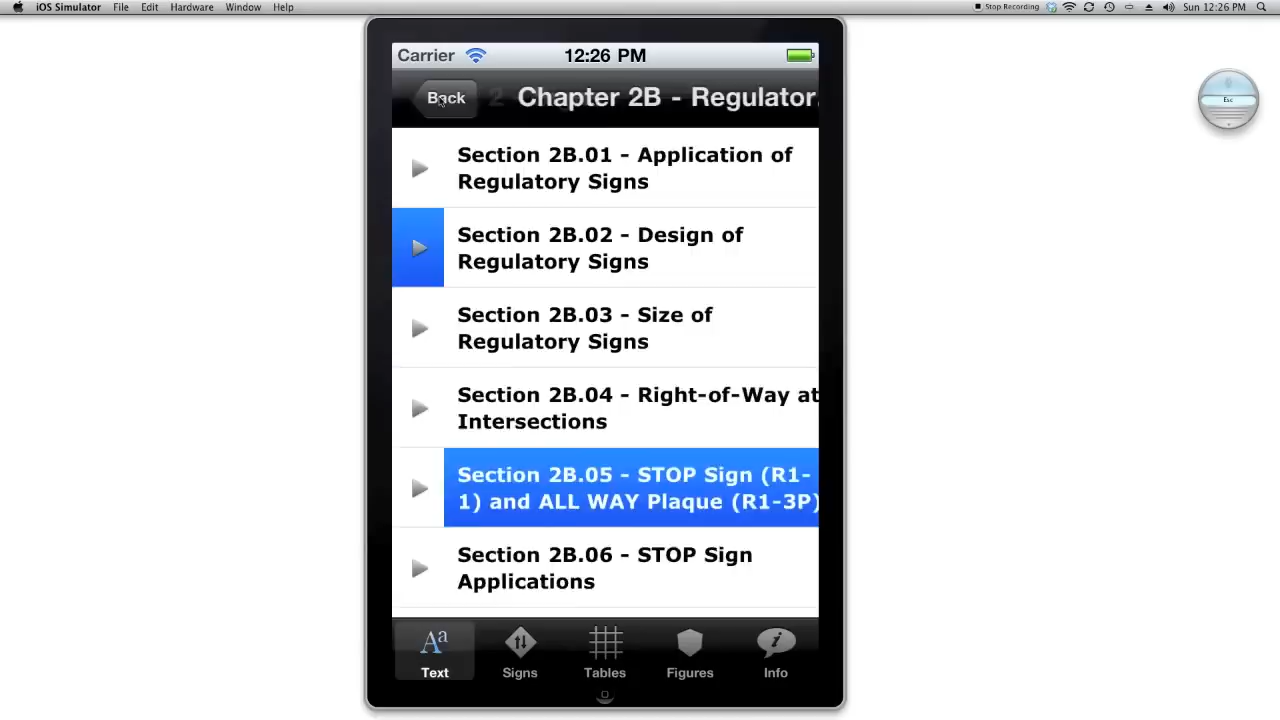 iOS Simulator File Edit Hardware Window Help Stop Recording Sun 12:26 PM
Carrier 12:26 PM
Back 2 Chapter 2B - Regulator.
Esc
Section 2B.01 - Application of
Regulatory Signs
Section 2B.02 - Design of
Regulatory Signs
Section 2B.03 - Size of
Regulatory Signs
Section 2B.04 - Right-of-Way at
Intersections
Section 2B.05 - STOP Sign (R1-
1) and ALL WAY Plaque (R1-3P)
Section 2B.06 - STOP Sign
Applications
Aa
Text Signs Tables Figures Info